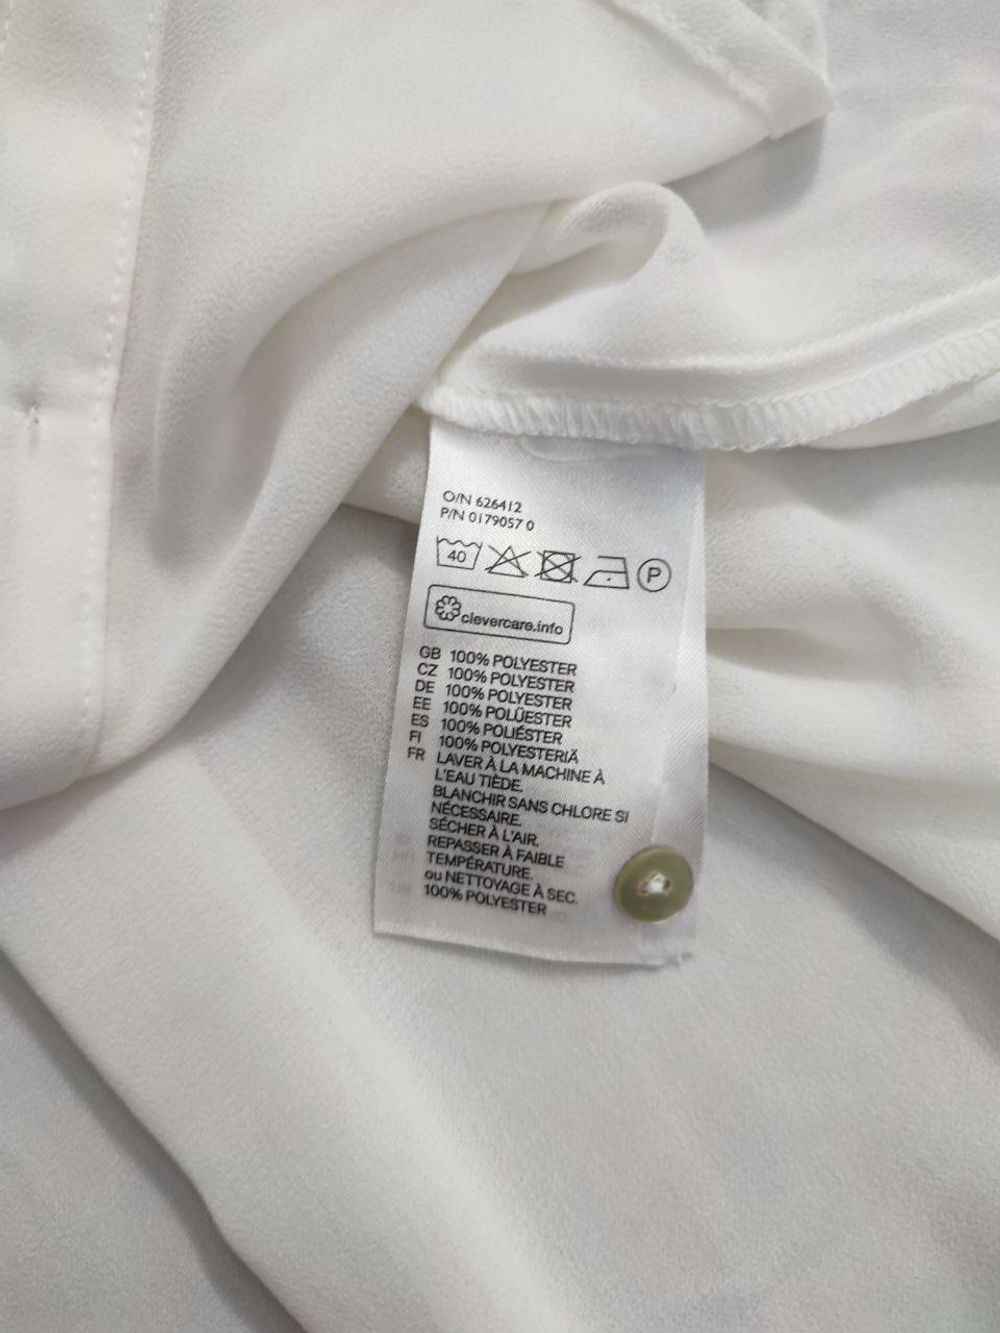 O/N 626412
P/N 0179057 0
40 P
clevercare.info
GB 100% POLYESTER
CZ 100% POLYESTER
DE 100% POLYESTER
EE 100% POLÜESTER
ES 100% POLIÉSTER
FI 100% POLYESTERIÄ
FR LAVER À LA MACHINE À
L'EAU TIÈDE.
BLANCHIR SANS CHLORE SI
NÉCESSAIRE.
SÉCHER À L'AIR.
REPASSER À FAIBLE
TEMPÉRATURE.
ou NETTOYAGE À SEC.
100% POLYESTER